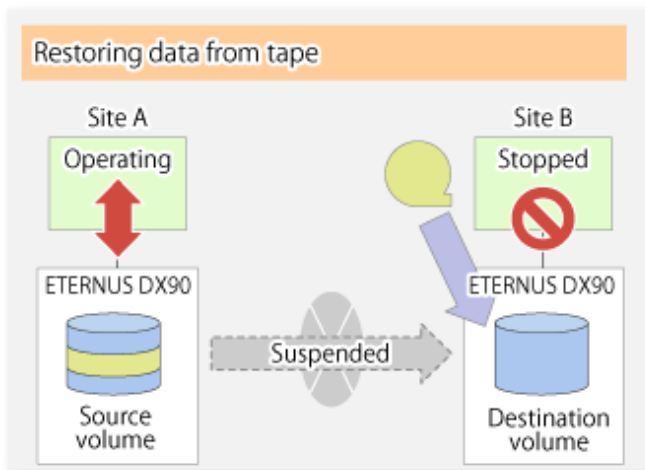 Restoring data from tape
Site A
Site B
Operating
Stopped
ETERNUS DX90
ETERNUS DX90
Suspended
Source
volume
Destination
volume